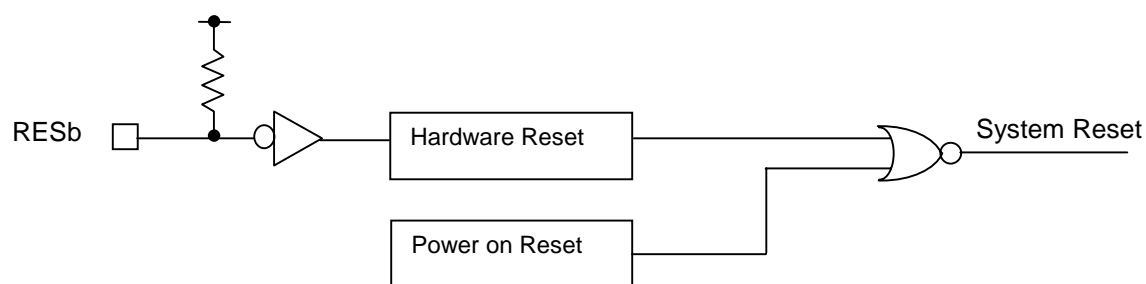 RESb
Hardware Reset
System Reset
Power on Reset